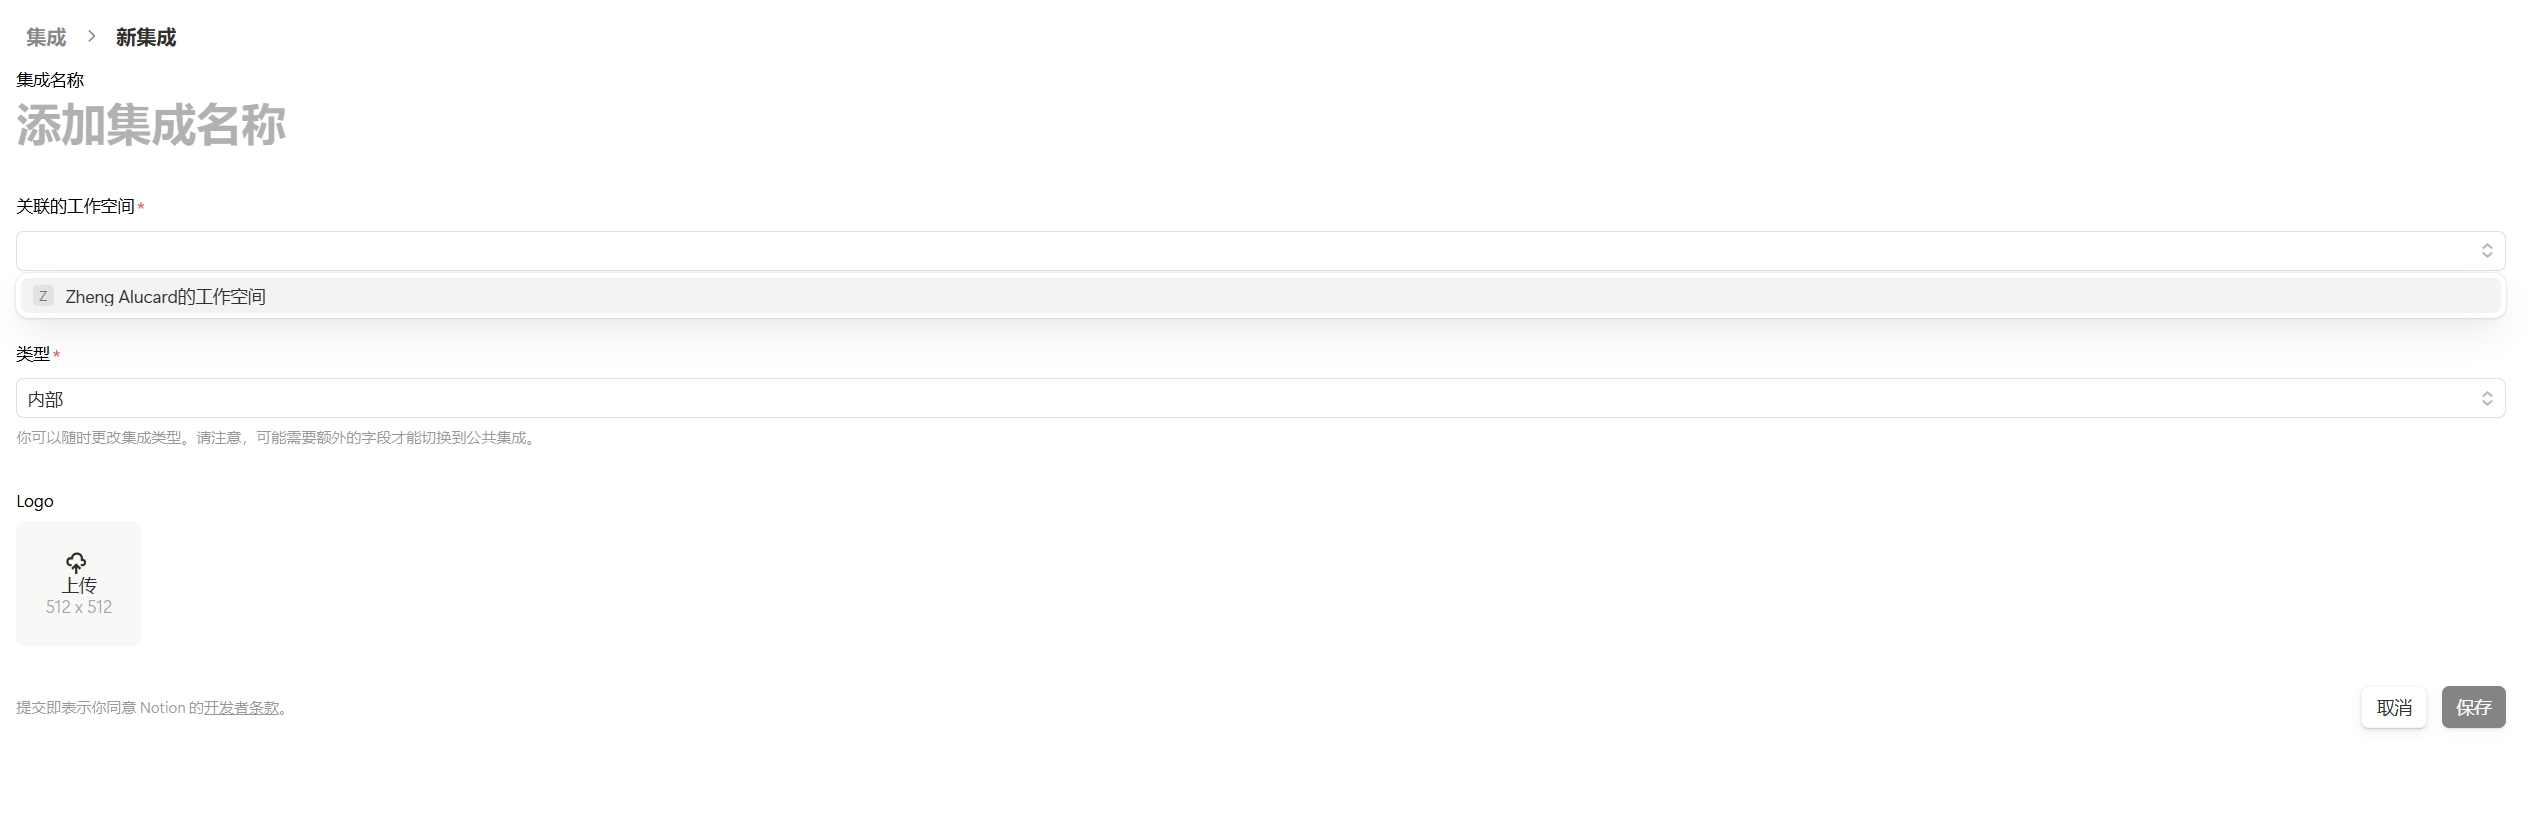 集成 > 新集成
集成名称
添加集成名称
关联的工作空间*
Z Zheng Alucard的工作空间
类型*
内部
你可以随时更改集成类型。请注意，可能需要额外的字段才能切换到公共集成。
Logo
上传
512 x 512
提交即表示你同意 Notion 的开发者条款。
取消 保存